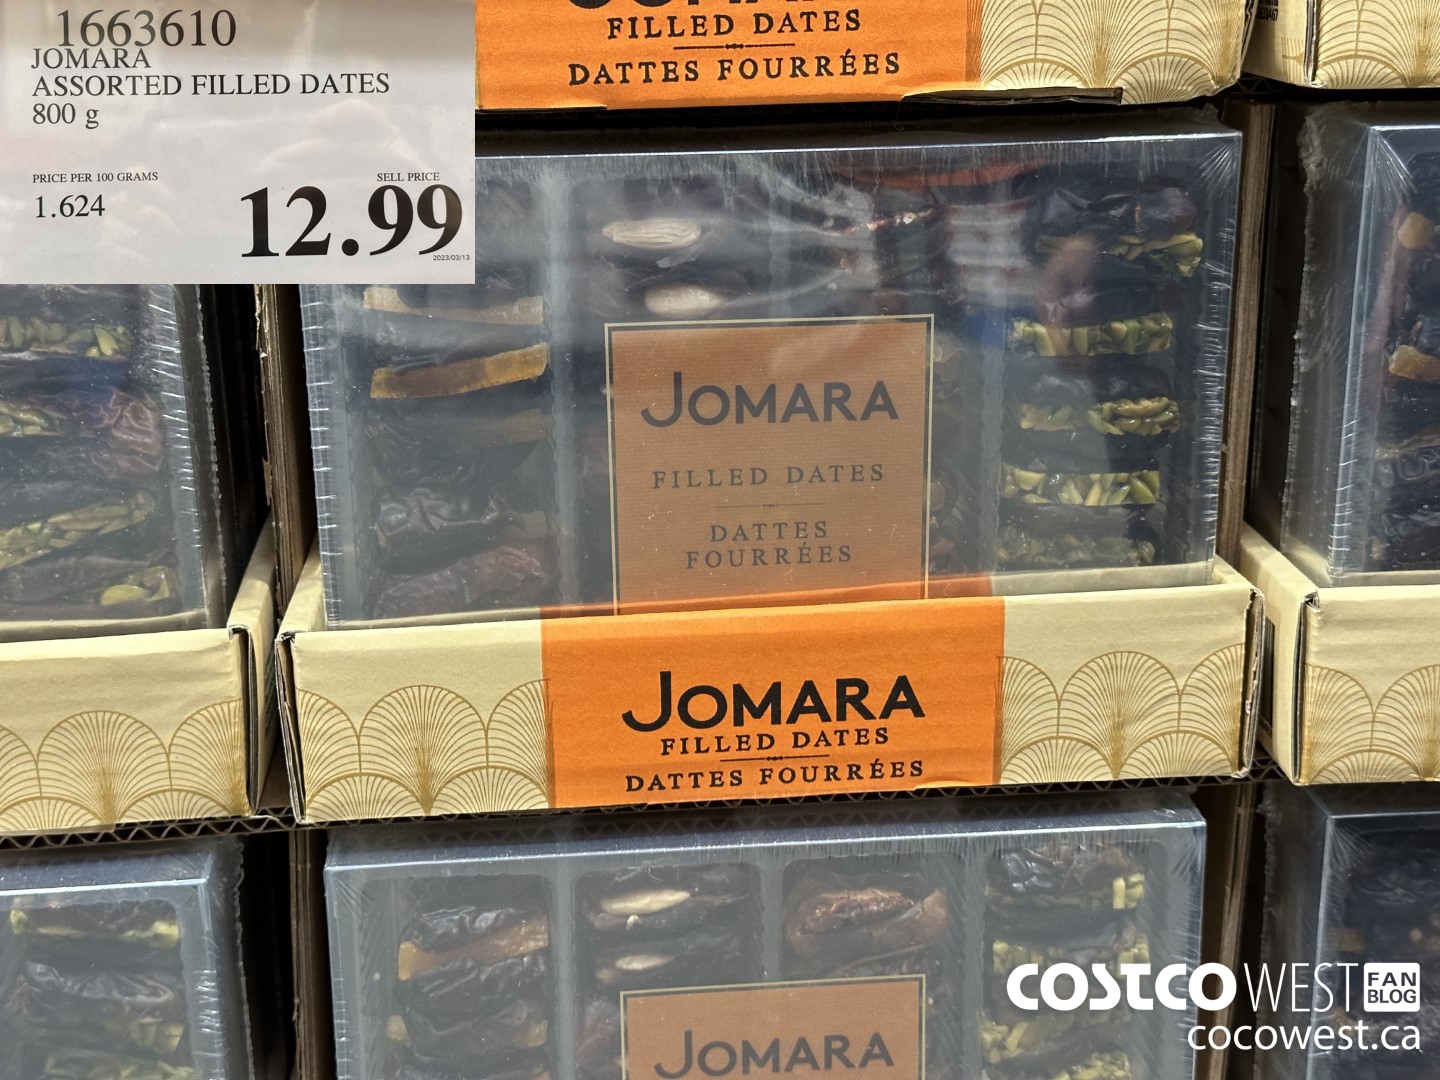 1663610
JOMARA
ASSORTED FILLED DATES
800 g
PRICE PER 100 GRAMS
1.624
SELL PRICE
12.99
2023/03/13
FILLED DATES
DATTES FOURRÉES
JOMARA
FILLED DATES
DATTES
FOURRÉES
JOMARA
FILLED DATES
DATTES FOURRÉES
JOMARA
COSTCO WEST FAN BLOG
cocowest.ca